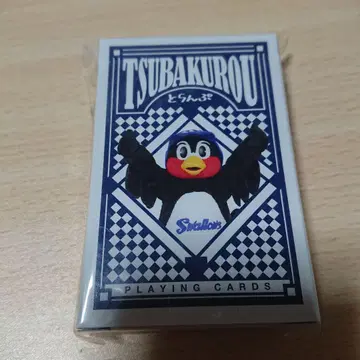 TSUBAKUROU
とらんぷ
Swallows
PLAYING CARDS